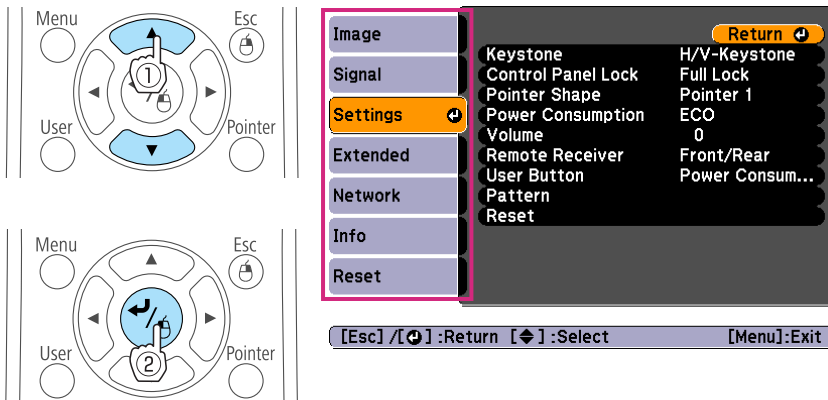 Menu
Esc
1
User
Pointer
Menu
Esc
User
2
Pointer
Image
Signal
Settings
Extended
Network
Info
Reset
Return
Keystone H/V-Keystone
Control Panel Lock Full Lock
Pointer Shape Pointer 1
Power Consumption ECO
Volume 0
Remote Receiver Front/Rear
User Button Power Consum...
Pattern
Reset
[Esc] /[⏎] :Return [◆] :Select [Menu]:Exit